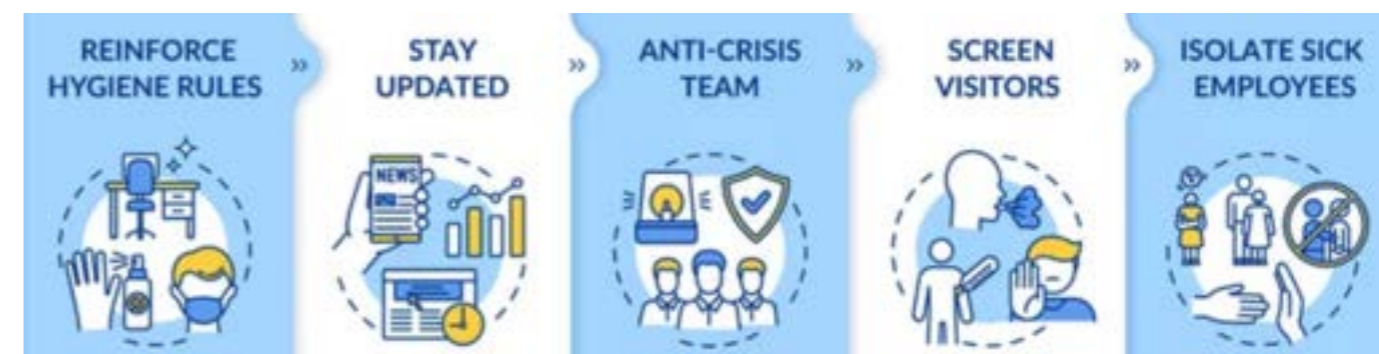 REINFORCE
HYGIENE RULES
»
STAY
UPDATED
»
ANTI-CRISIS
TEAM
»
SCREEN
VISITORS
»
ISOLATE SICK
EMPLOYEES
NEWS